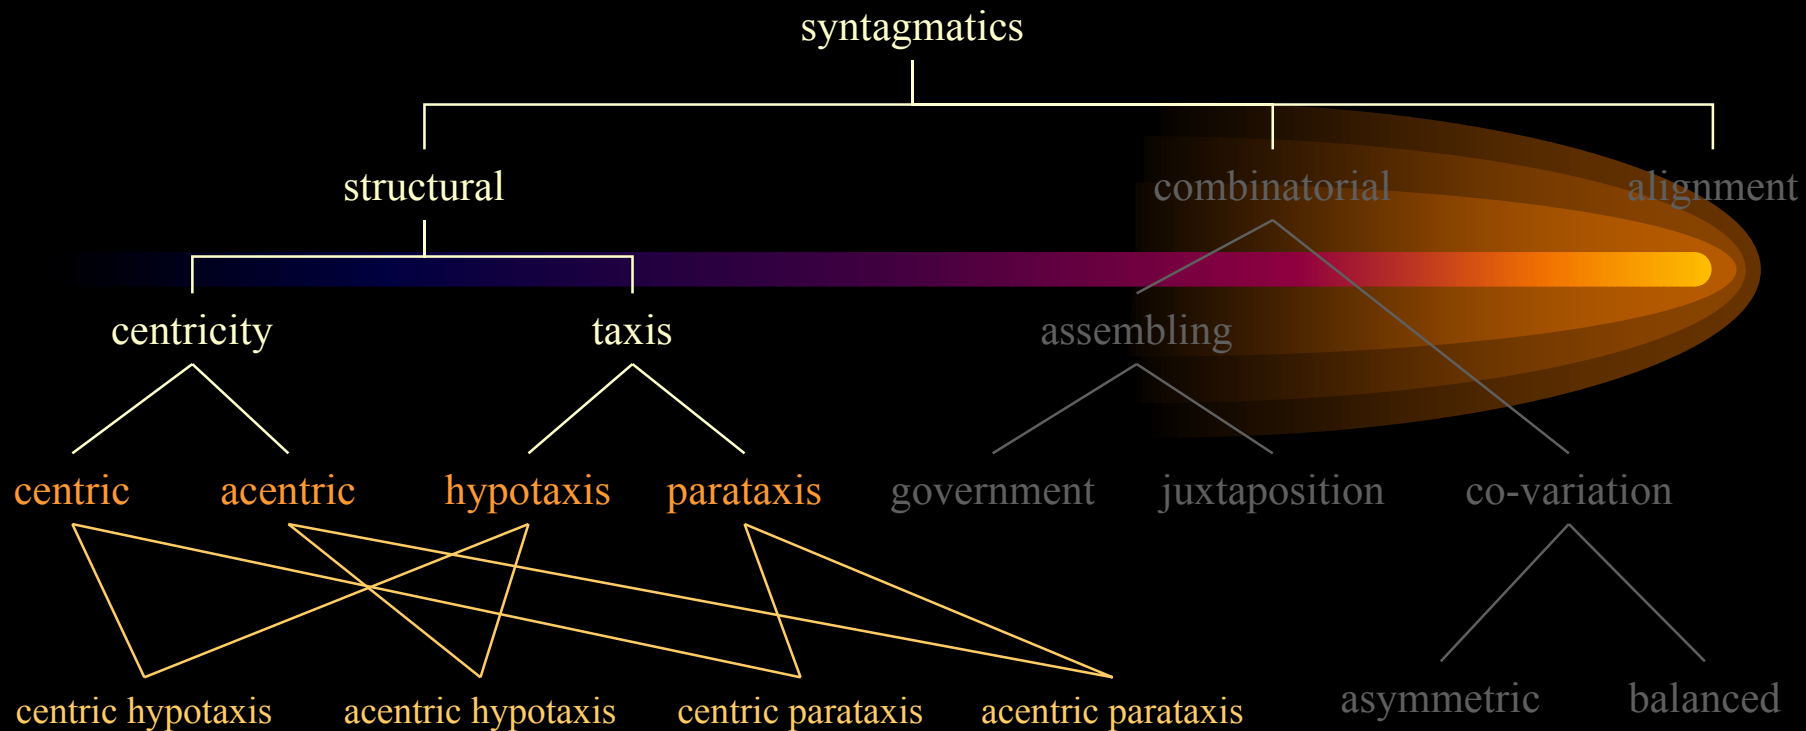 syntagmatics
structural combinatorial alignment
centricity taxis assembling
centric acentric hypotaxis parataxis government juxtaposition co-variation
centric hypotaxis acentric hypotaxis centric parataxis acentric parataxis asymmetric balanced